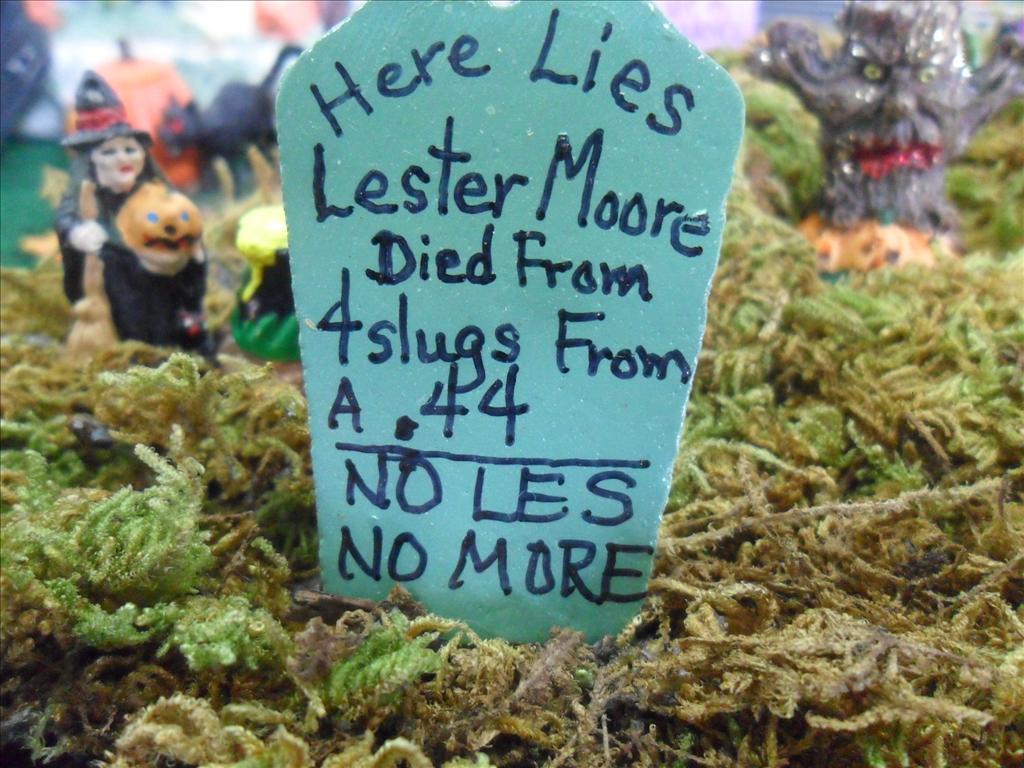 Here Lies
Lester Moore
Died From
4 slugs From
A .44
NO LES
NO MORE